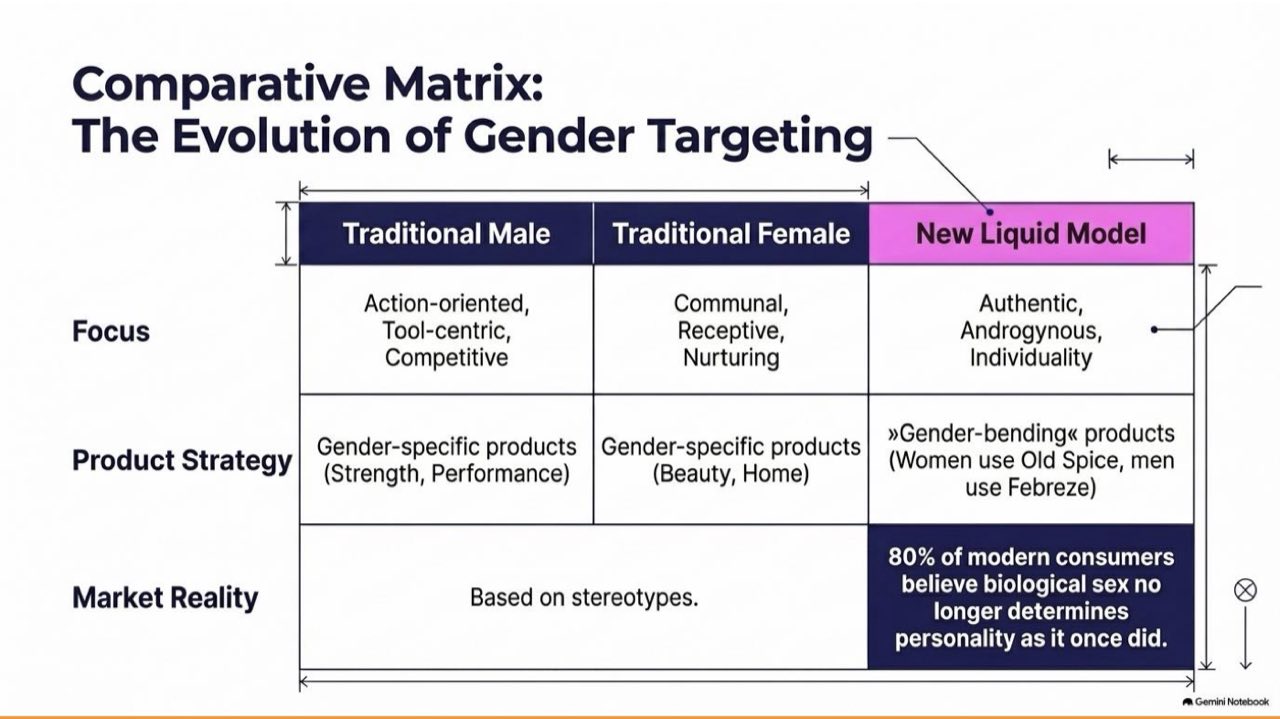 Comparative Matrix:
The Evolution of Gender Targeting
Traditional Male
Traditional Female
New Liquid Model
Focus
Action-oriented,
Tool-centric,
Competitive
Communal,
Receptive,
Nurturing
Authentic,
Androgynous,
Individuality
Product Strategy
Gender-specific products
(Strength, Performance)
Gender-specific products
(Beauty, Home)
»Gender-bending« products
(Women use Old Spice, men
use Febreze)
Market Reality
Based on stereotypes.
80% of modern consumers
believe biological sex no
longer determines
personality as it once did.
Gemini Notebook